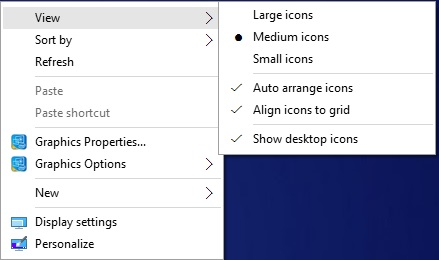 View
Sort by
Refresh
Paste
Paste shortcut
Graphics Properties...
Graphics Options
New
Display settings
Personalize
Large icons
Medium icons
Small icons
Auto arrange icons
Align icons to grid
Show desktop icons